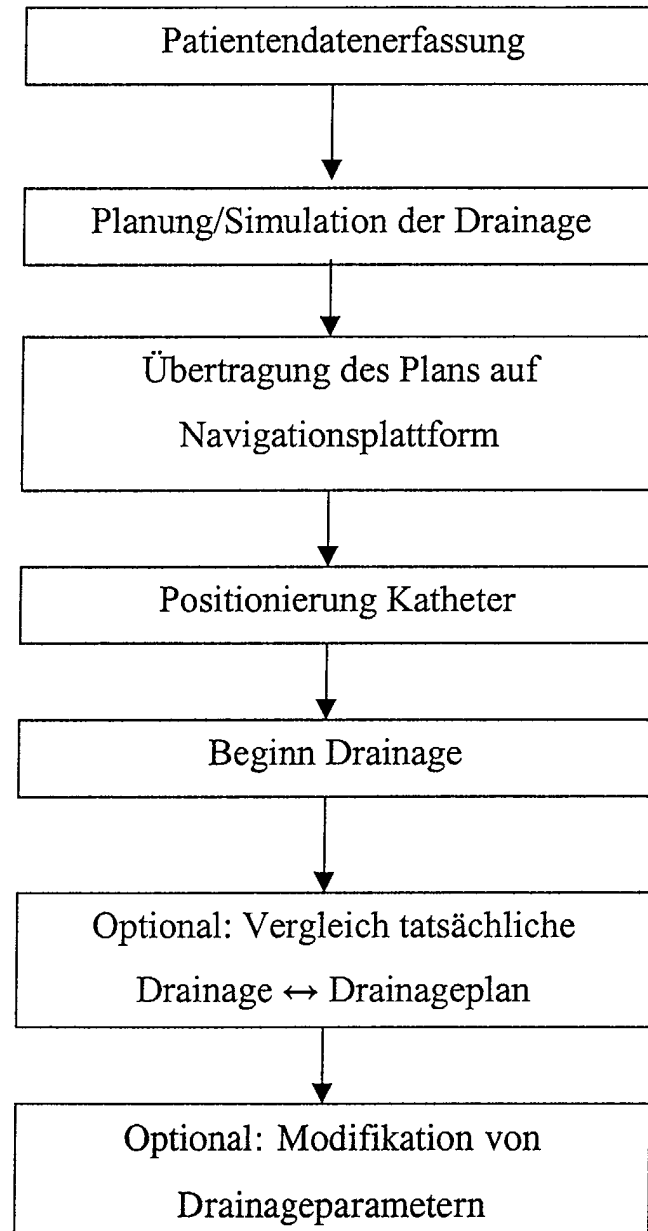 Patientendatenerfassung
Planung/Simulation der Drainage
Übertragung des Plans auf
Navigationsplattform
Positionierung Katheter
Beginn Drainage
Optional: Vergleich tatsächliche
Drainage ↔ Drainageplan
Optional: Modifikation von
Drainageparametern